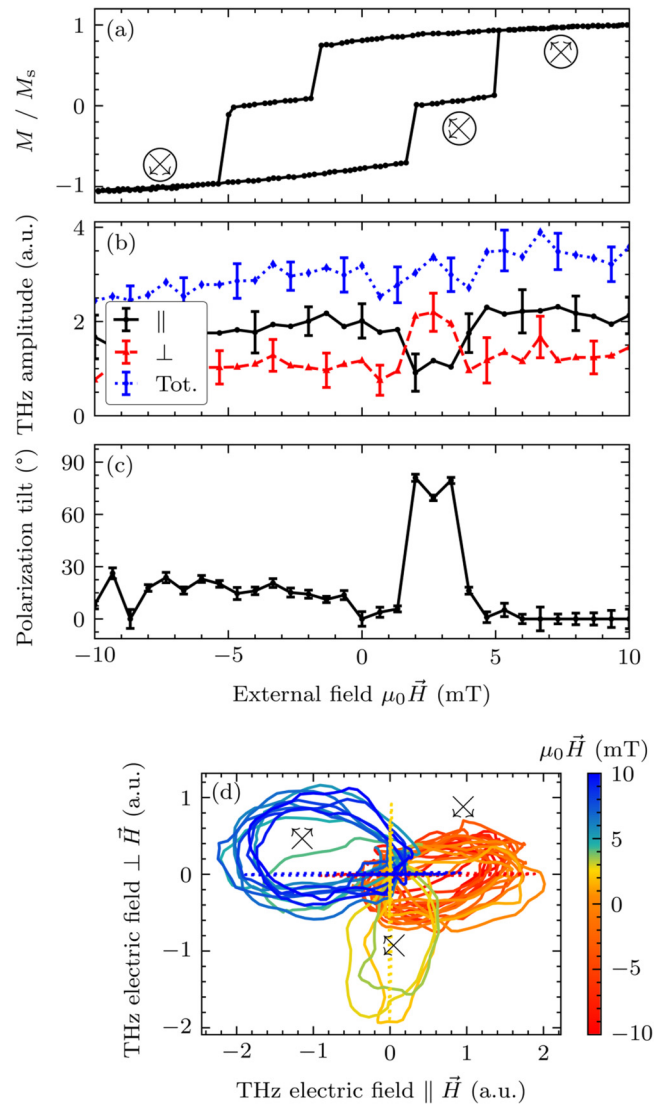 (a)
M / Ms
1
0
−1
(b)
THz amplitude (a.u.)
4
2
0
∥
⊥
Tot.
(c)
Polarization tilt (°)
90
60
30
0
−10
−5
0
5
10
External field μ₀H⃗ (mT)
μ₀H⃗ (mT)
(d)
THz electric field ⊥ H⃗ (a.u.)
1
0
−1
−2
−2
−1
0
1
2
THz electric field ∥ H⃗ (a.u.)
10
5
0
−5
−10